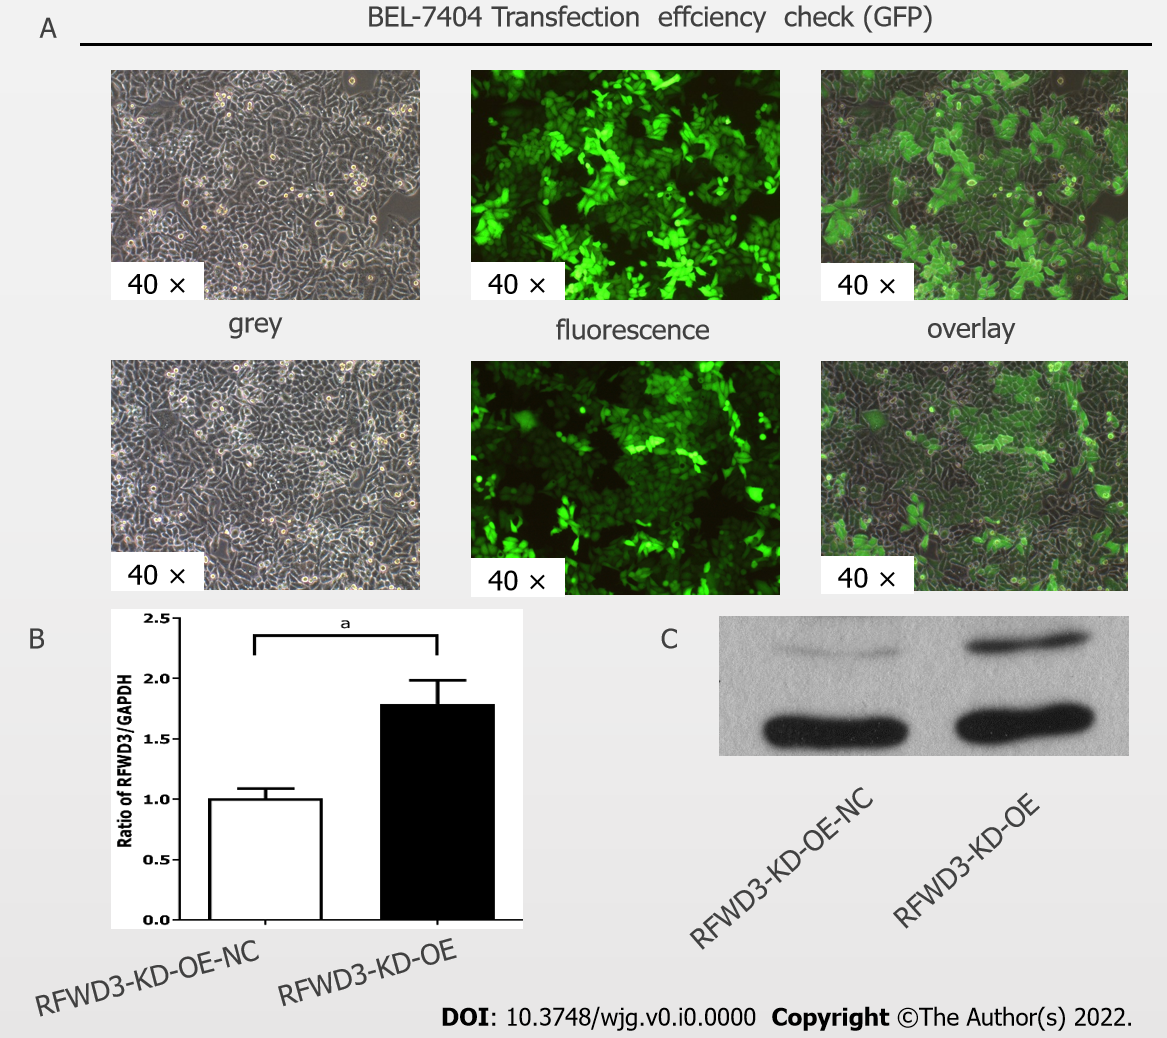 A
BEL-7404 Transfection effciency check (GFP)
40 ×
40 ×
40 ×
grey
fluorescence
overlay
40 ×
40 ×
40 ×
B
2.5
2.0
1.5
1.0
0.5
0.0
Ratio of RFWD3/GAPDH
a
RFWD3-KD-OE-NC
RFWD3-KD-OE
C
RFWD3-KD-OE-NC
RFWD3-KD-OE
DOI: 10.3748/wjg.v0.i0.0000 Copyright ©The Author(s) 2022.